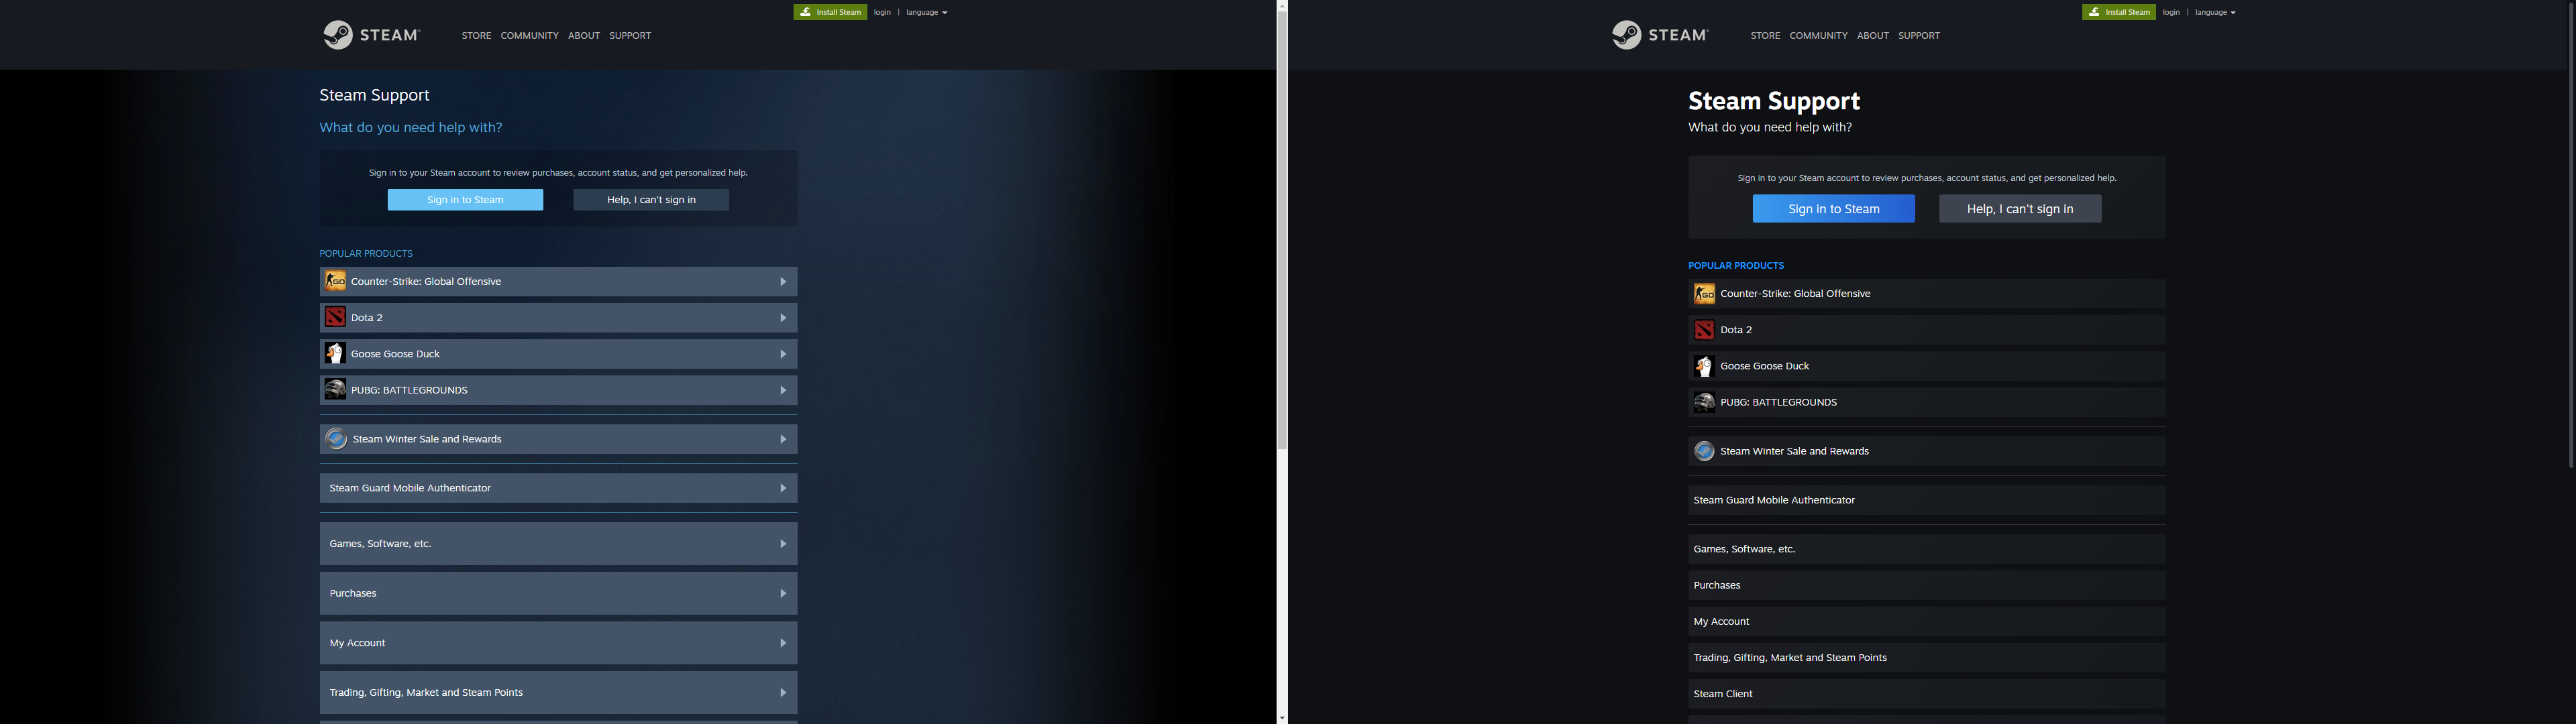 Install Steam login | language
STEAM®
STORE COMMUNITY ABOUT SUPPORT
Steam Support
What do you need help with?
Sign in to your Steam account to review purchases, account status, and get personalized help.
Sign in to Steam
Help, I can't sign in
POPULAR PRODUCTS
GO
Counter-Strike: Global Offensive
Dota 2
Goose Goose Duck
PUBG: BATTLEGROUNDS
Steam Winter Sale and Rewards
Steam Guard Mobile Authenticator
Games, Software, etc.
Purchases
My Account
Trading, Gifting, Market and Steam Points
Install Steam login | language
STEAM®
STORE COMMUNITY ABOUT SUPPORT
Steam Support
What do you need help with?
Sign in to your Steam account to review purchases, account status, and get personalized help.
Sign in to Steam
Help, I can't sign in
POPULAR PRODUCTS
GO
Counter-Strike: Global Offensive
Dota 2
Goose Goose Duck
PUBG: BATTLEGROUNDS
Steam Winter Sale and Rewards
Steam Guard Mobile Authenticator
Games, Software, etc.
Purchases
My Account
Trading, Gifting, Market and Steam Points
Steam Client